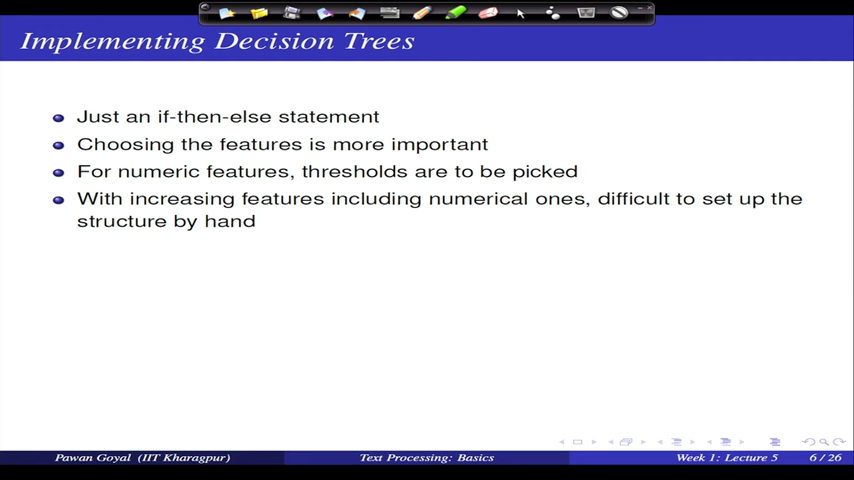 Implementing Decision Trees
Just an if-then-else statement
Choosing the features is more important
For numeric features, thresholds are to be picked
With increasing features including numerical ones, difficult to set up the
structure by hand
Pawan Goyal (IIT Kharagpur) Text Processing: Basics Week 1: Lecture 5 6 / 26